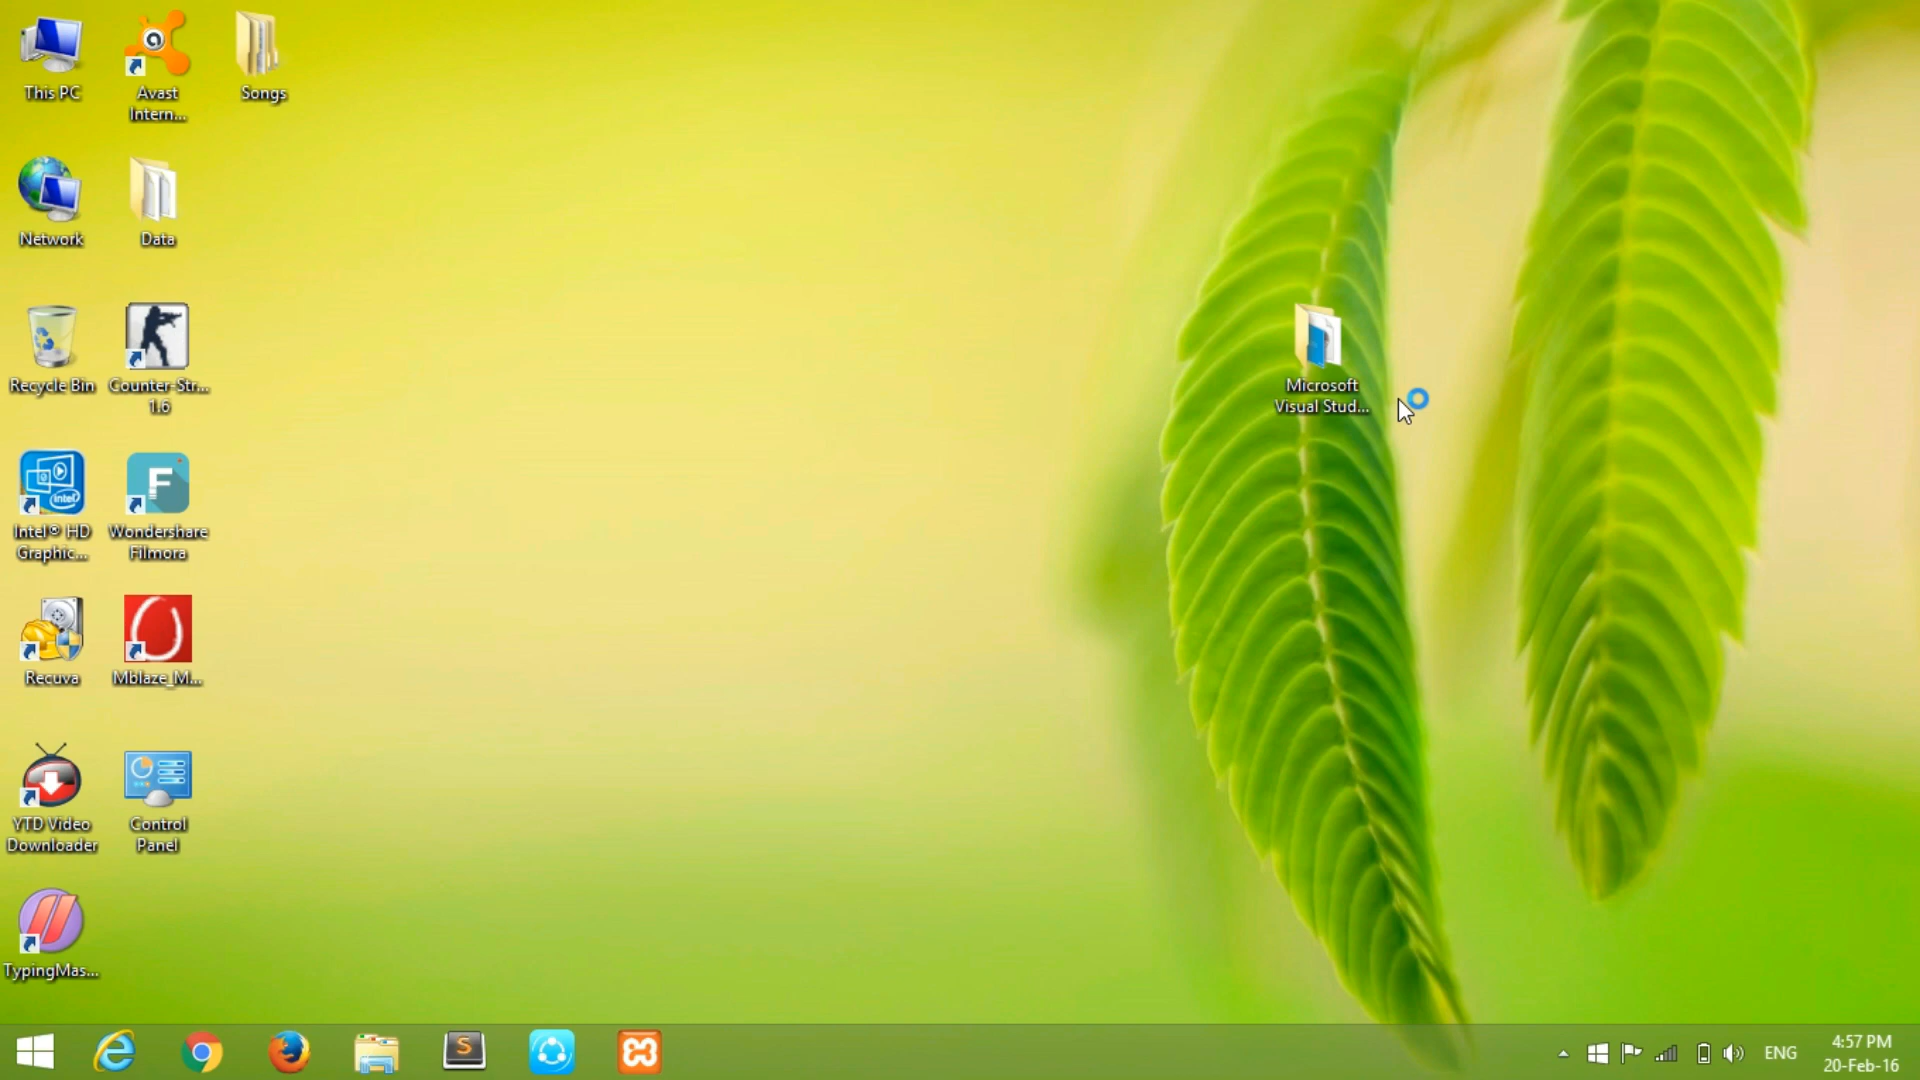 This PC
Avast
Intern...
Songs
Network
Data
Recycle Bin
Counter-Str...
1.6
Microsoft
Visual Stud...
intel
Intel® HD
Graphic...
F
Wondershare
Filmora
Recuva
Mblaze_M...
YTD Video
Downloader
Control
Panel
TypingMas...
S
ENG
4:57 PM
20-Feb-16